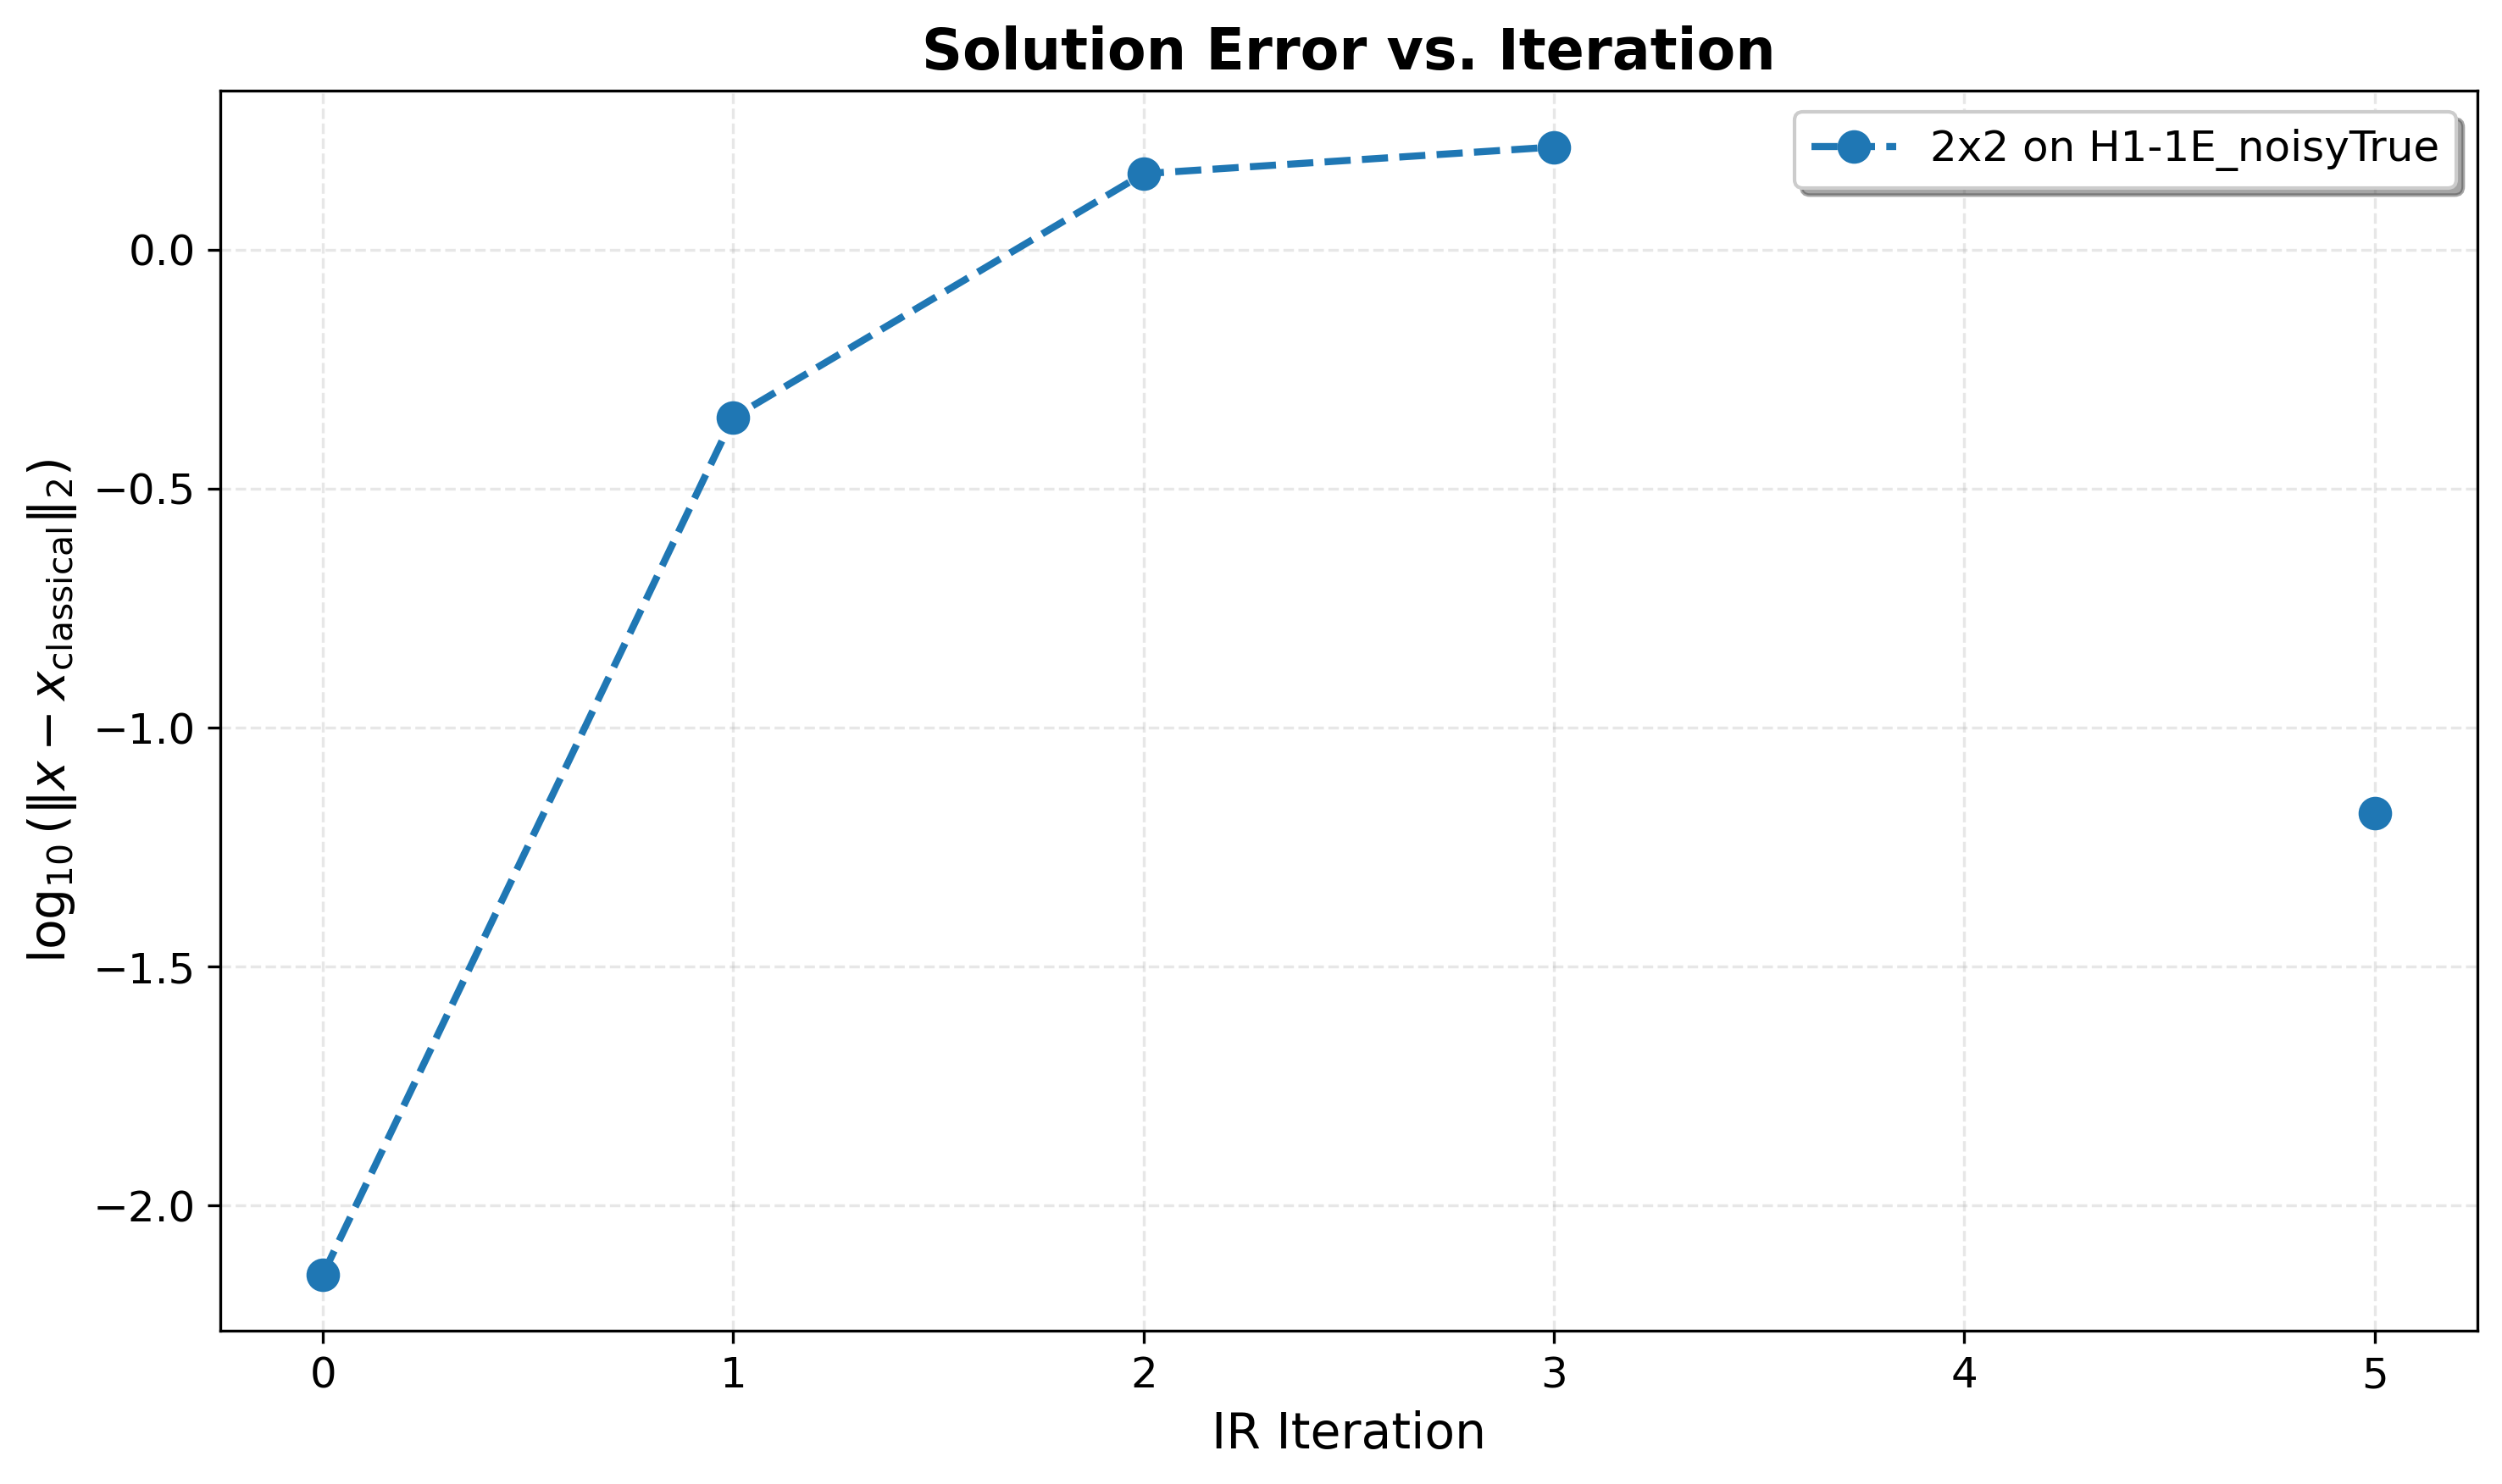 Solution Error vs. Iteration
2x2 on H1-1E_noisyTrue
log₁₀ (‖x − x_classical‖₂)
0.0
−0.5
−1.0
−1.5
−2.0
0 1 2 3 4 5
IR Iteration